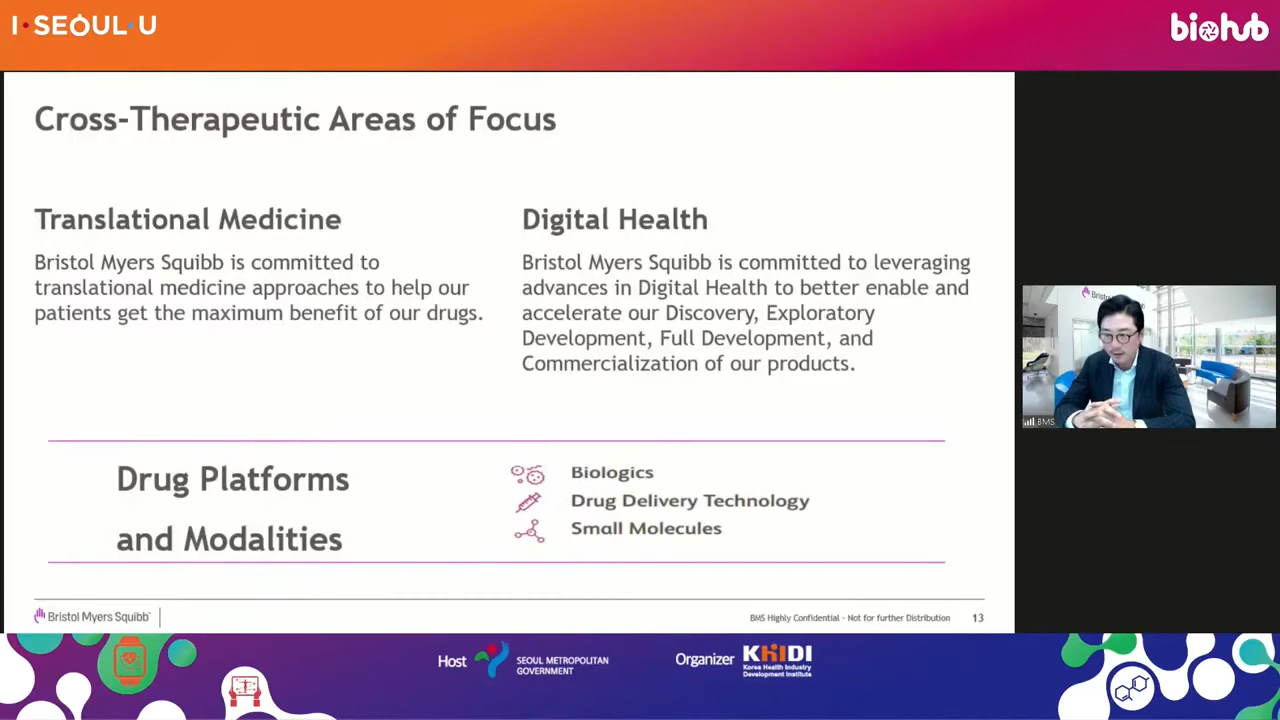 I·SEOUL·U
biohub
Cross-Therapeutic Areas of Focus
Translational Medicine
Bristol Myers Squibb is committed to
translational medicine approaches to help our
patients get the maximum benefit of our drugs.
Digital Health
Bristol Myers Squibb is committed to leveraging
advances in Digital Health to better enable and
accelerate our Discovery, Exploratory
Development, Full Development, and
Commercialization of our products.
Drug Platforms
and Modalities
Biologics
Drug Delivery Technology
Small Molecules
Bristol
BMS
Bristol Myers Squibb™
BMS Highly Confidential - Not for further Distribution
13
Host
SEOUL METROPOLITAN
GOVERNMENT
Organizer
KHIDI
Korea Health Industry
Development Institute